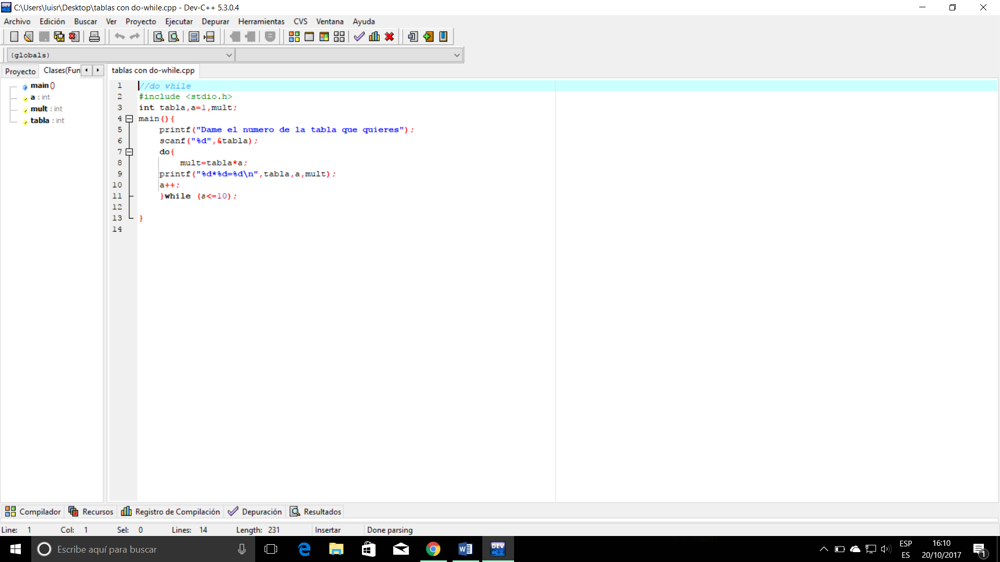 C:\Users\luisr\Desktop\tablas con do-while.cpp - Dev-C++ 5.3.0.4
Archivo Edición Buscar Ver Proyecto Ejecutar Depurar Herramientas CVS Ventana Ayuda
(globals)
Proyecto Clases(Fun tablas con do-while.cpp
main ()
a : int
mult : int
tabla : int
1 //do while
2 #include <stdio.h>
3 int tabla,a=1,mult;
4 main(){
5 printf("Dame el numero de la tabla que quieres");
6 scanf("%d",&tabla);
7 do{
8 mult=tabla*a;
9 printf("%d*%d=%d\n",tabla,a,mult);
10 a++;
11 }while (a<=10);
12
13 }
14
Compilador Recursos Registro de Compilación Depuración Resultados
Line: 1 Col: 1 Sel: 0 Lines: 14 Length: 231 Insertar Done parsing
Escribe aquí para buscar
DEV C++
ESP
ES
16:10
20/10/2017
1